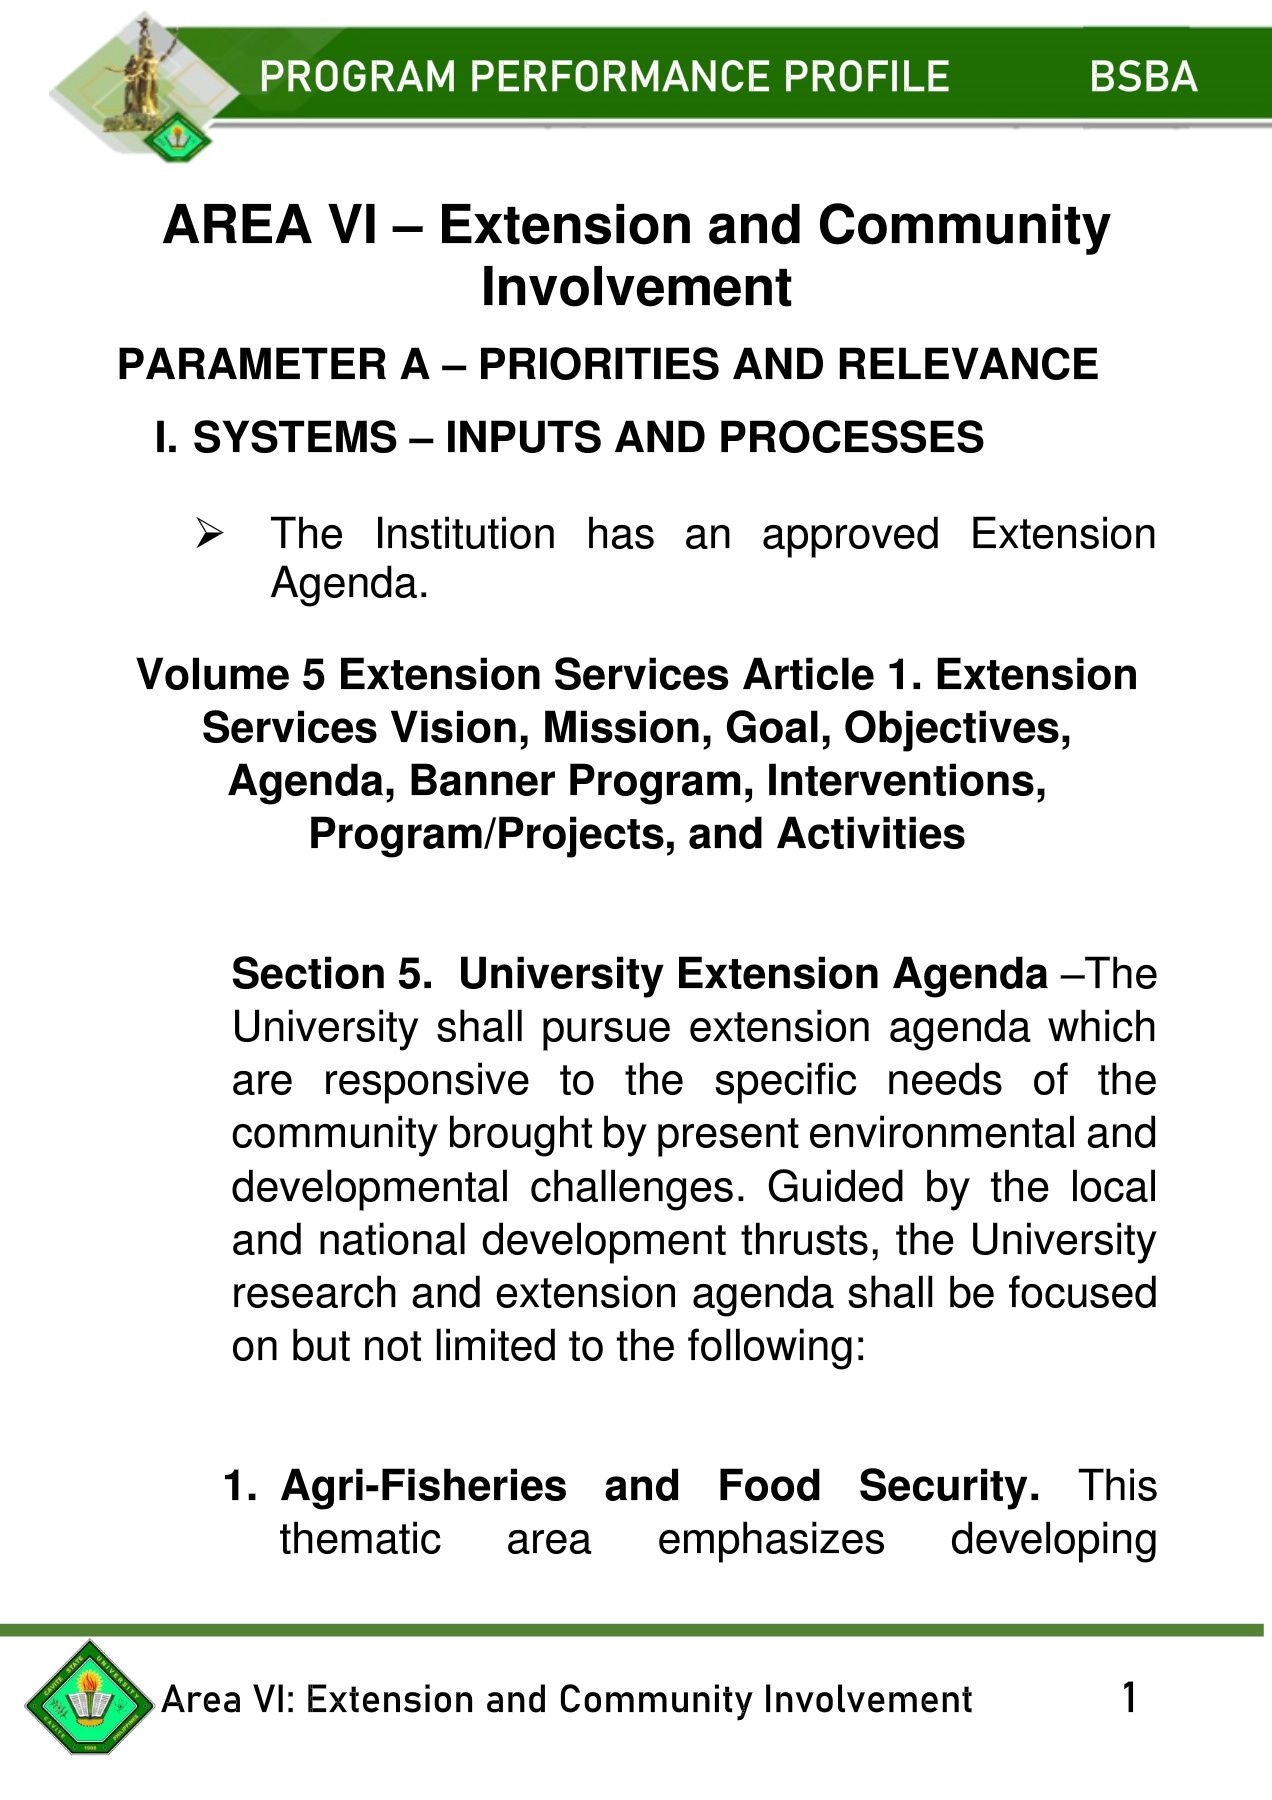 PROGRAM PERFORMANCE PROFILE BSBA
AREA VI – Extension and Community
Involvement
PARAMETER A – PRIORITIES AND RELEVANCE
I. SYSTEMS – INPUTS AND PROCESSES
➢ The Institution has an approved Extension
Agenda.
Volume 5 Extension Services Article 1. Extension
Services Vision, Mission, Goal, Objectives,
Agenda, Banner Program, Interventions,
Program/Projects, and Activities
Section 5. University Extension Agenda –The
University shall pursue extension agenda which
are responsive to the specific needs of the
community brought by present environmental and
developmental challenges. Guided by the local
and national development thrusts, the University
research and extension agenda shall be focused
on but not limited to the following:
1. Agri-Fisheries and Food Security. This
thematic area emphasizes developing
CAVITE STATE UNIVERSITY
CAVITE PHILIPPINES
1906
Area VI: Extension and Community Involvement 1